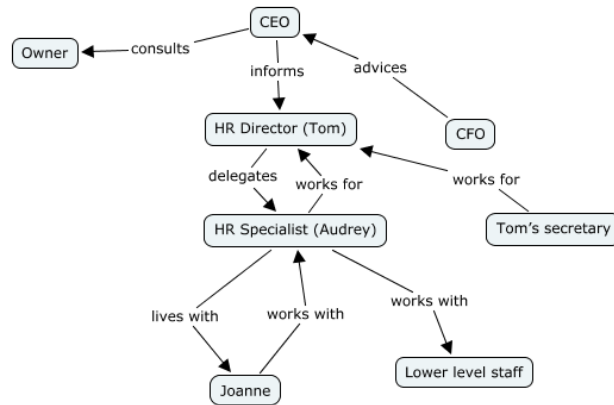 CEO
Owner
consults
informs
advices
HR Director (Tom)
CFO
delegates
works for
works for
HR Specialist (Audrey)
Tom's secretary
lives with
works with
works with
Joanne
Lower level staff